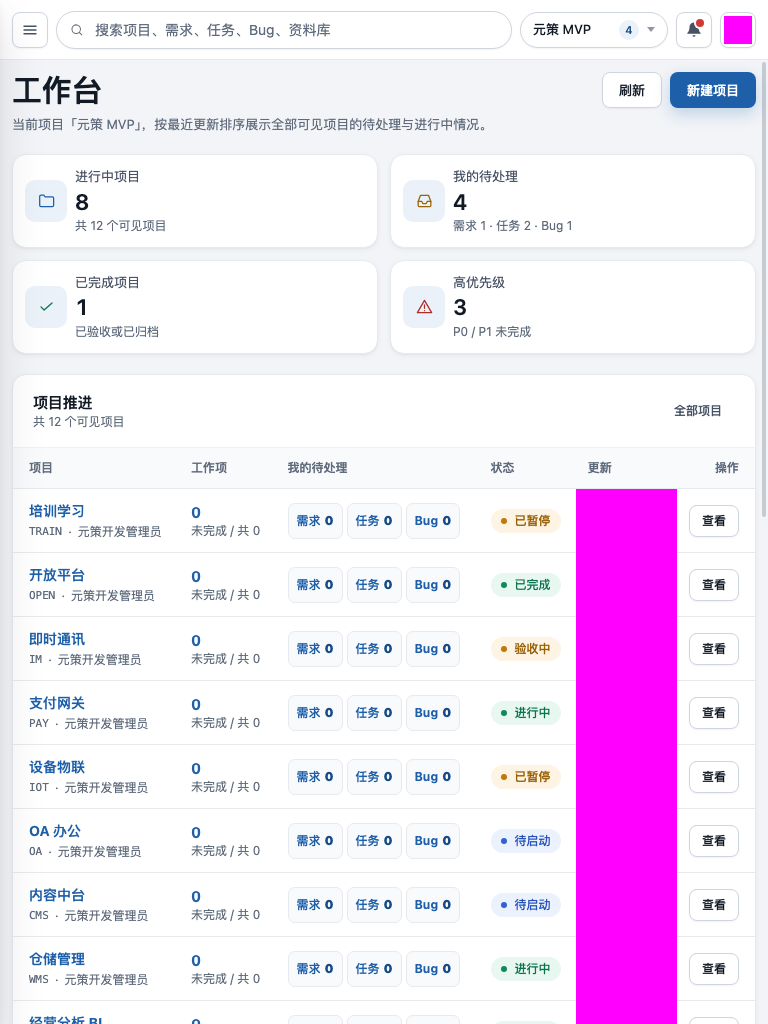 搜索项目、需求、任务、Bug、资料库
元策 MVP 4
工作台
刷新
新建项目
当前项目「元策 MVP」，按最近更新排序展示全部可见项目的待处理与进行中情况。
进行中项目
8
共 12 个可见项目
我的待处理
4
需求 1 · 任务 2 · Bug 1
已完成项目
1
已验收或已归档
高优先级
3
P0 / P1 未完成
项目推进
共 12 个可见项目
全部项目
项目 工作项 我的待处理 状态 更新 操作
培训学习 0 需求 0 任务 0 Bug 0 已暂停 查看
TRAIN · 元策开发管理员 未完成 / 共 0
开放平台 0 需求 0 任务 0 Bug 0 已完成 查看
OPEN · 元策开发管理员 未完成 / 共 0
即时通讯 0 需求 0 任务 0 Bug 0 验收中 查看
IM · 元策开发管理员 未完成 / 共 0
支付网关 0 需求 0 任务 0 Bug 0 进行中 查看
PAY · 元策开发管理员 未完成 / 共 0
设备物联 0 需求 0 任务 0 Bug 0 已暂停 查看
IOT · 元策开发管理员 未完成 / 共 0
OA 办公 0 需求 0 任务 0 Bug 0 待启动 查看
OA · 元策开发管理员 未完成 / 共 0
内容中台 0 需求 0 任务 0 Bug 0 待启动 查看
CMS · 元策开发管理员 未完成 / 共 0
仓储管理 0 需求 0 任务 0 Bug 0 进行中 查看
WMS · 元策开发管理员 未完成 / 共 0
经营分析 BI 0